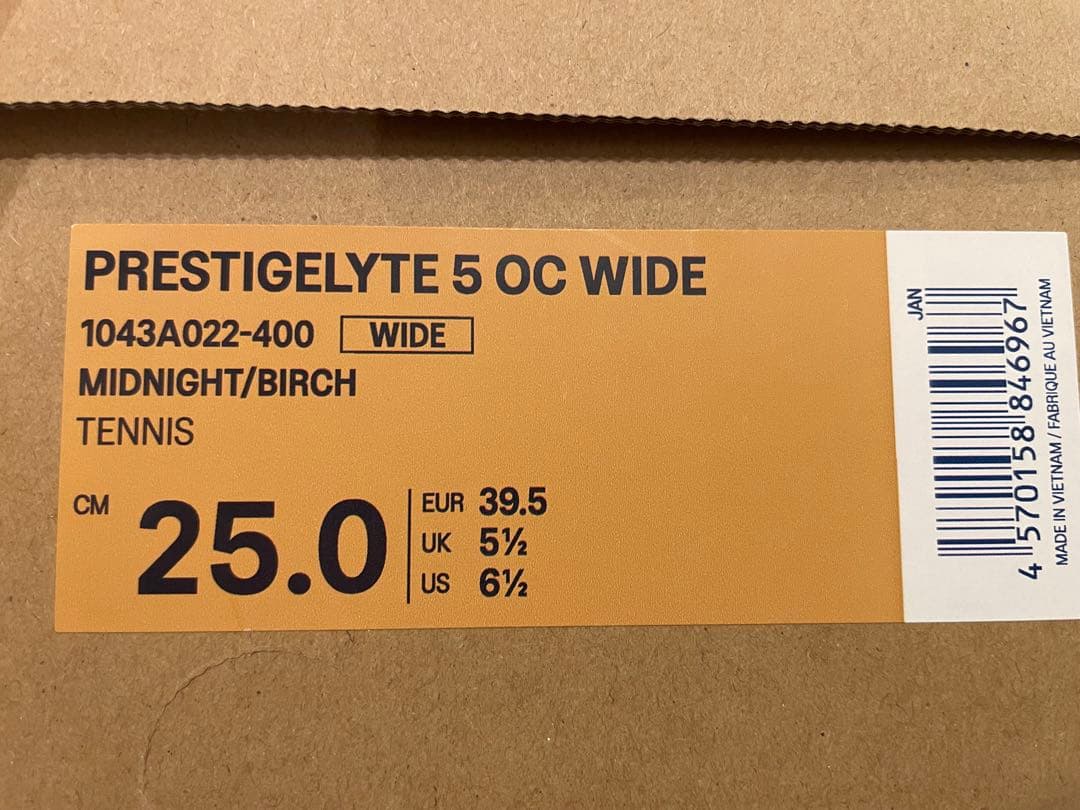 PRESTIGELYTE 5 OC WIDE
1043A022-400 WIDE
MIDNIGHT/BIRCH
TENNIS
CM 25.0
EUR 39.5
UK 5½
US 6½
JAN
4 570158 846967
MADE IN VIETNAM / FABRIQUE AU VIETNAM